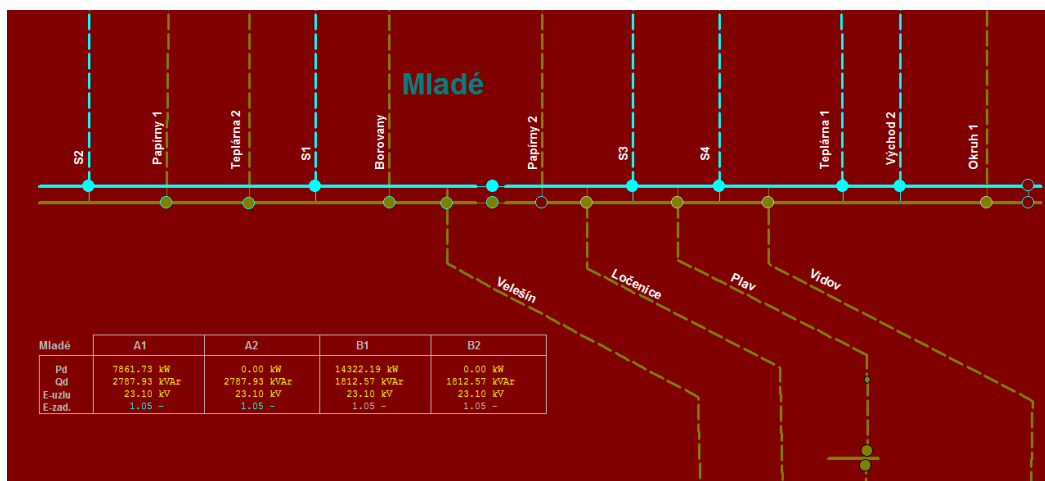 Mladé
S2
Papírny 1
Teplárna 2
S1
Borovany
Papírny 2
S3
S4
Teplárna 1
Východ 2
Okruh 1
Velešín
Ločenice
Plav
Vidov
Mladé A1 A2 B1 B2
Pd 7861.73 kW 0.00 kW 14322.19 kW 0.00 kW
Qd 2787.93 kVAr 2787.93 kVAr 1812.57 kVAr 1812.57 kVAr
E-uzlu 23.10 kV 23.10 kV 23.10 kV 23.10 kV
E-zad. 1.05 - 1.05 - 1.05 - 1.05 -